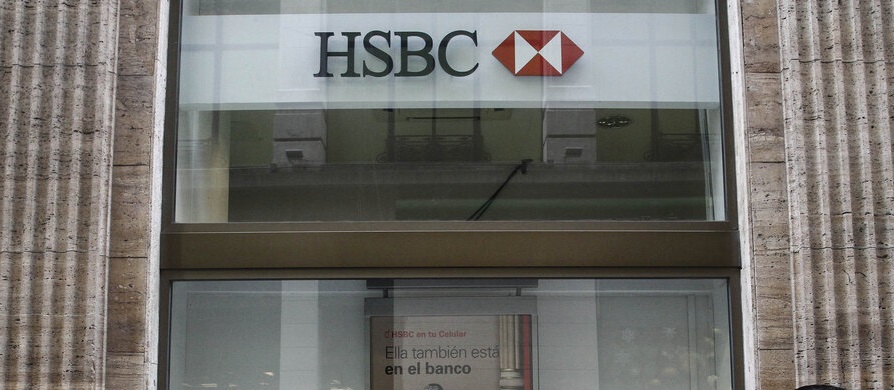 HSBC
HSBC en tu Celular
Ella también está
en el banco